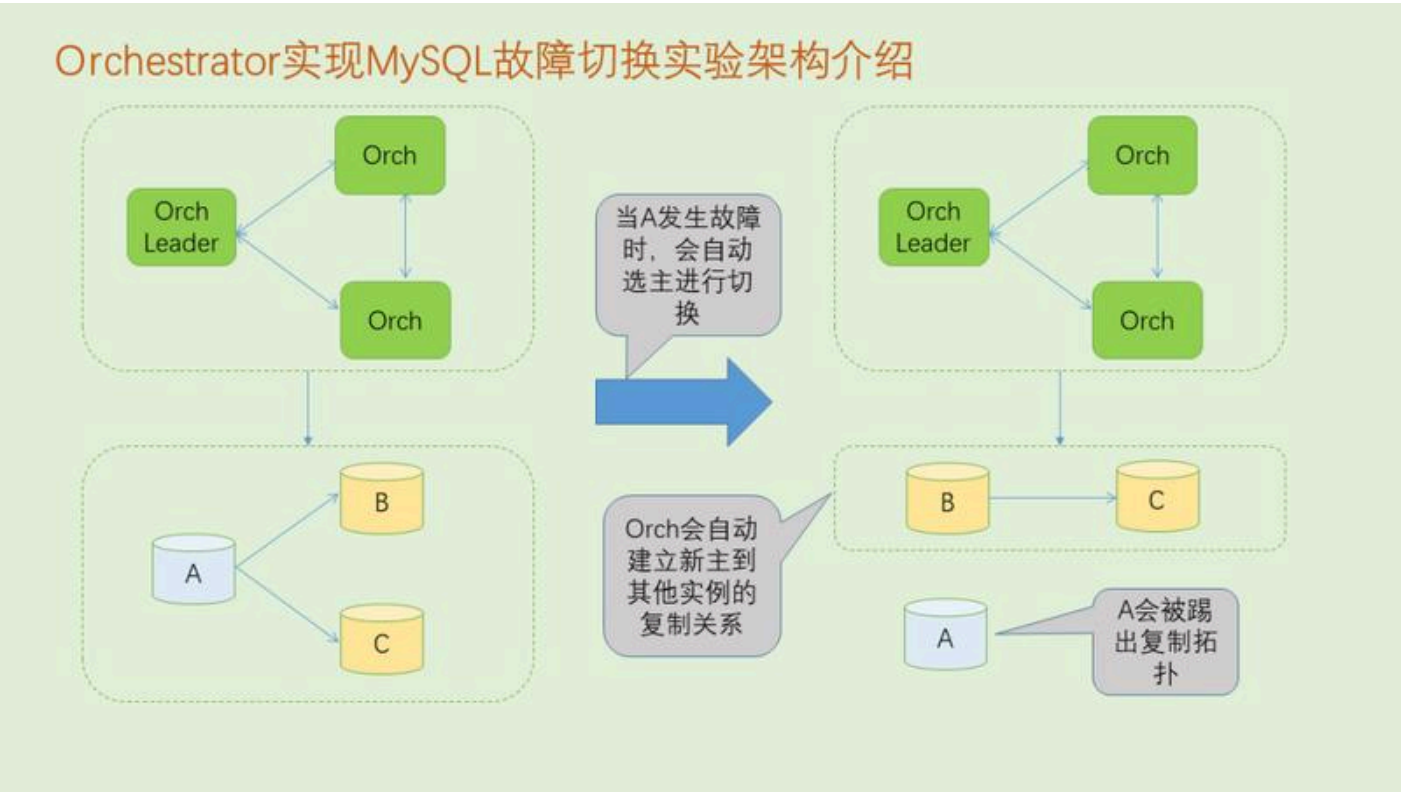 Orchestrator实现MySQL故障切换实验架构介绍
Orch
Orch
Leader
Orch
A
B
C
当A发生故障
时，会自动
选主进行切
换
Orch会自动
建立新主到
其他实例的
复制关系
Orch
Orch
Leader
Orch
B
C
A
A会被踢
出复制拓
扑